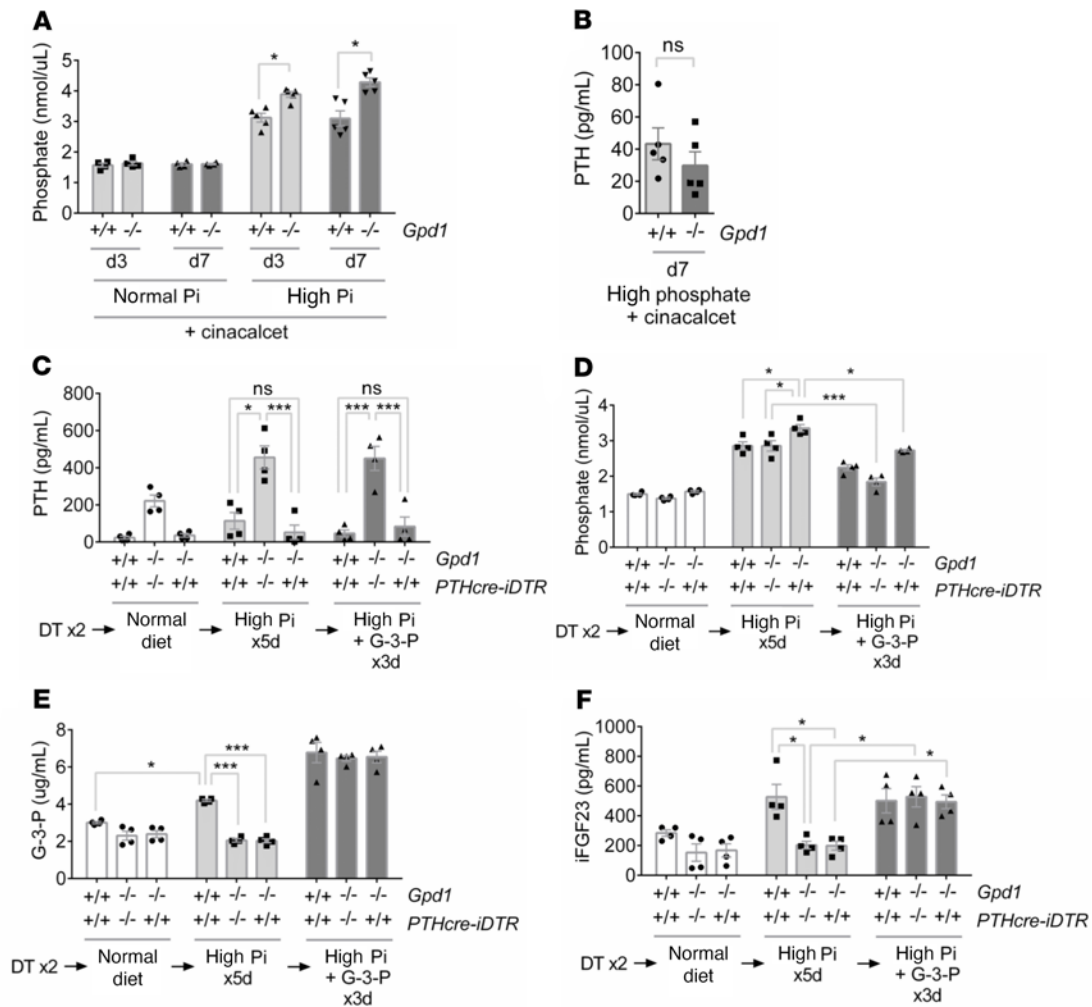 A
Phosphate (nmol/uL)
5
4
3
2
1
0
*
*
+/+ -/- +/+ -/- +/+ -/- +/+ -/- Gpd1
d3 d7 d3 d7
Normal Pi High Pi
+ cinacalcet
B
PTH (pg/mL)
100
80
60
40
20
0
ns
+/+ -/- Gpd1
d7
High phosphate
+ cinacalcet
C
PTH (pg/mL)
800
600
400
200
0
ns ns
* *** *** ***
+/+ -/- -/- +/+ -/- -/- +/+ -/- -/- Gpd1
+/+ -/- +/+ +/+ -/- +/+ +/+ -/- +/+ PTHcre-iDTR
DT x2 Normal diet High Pi x5d High Pi + G-3-P x3d
D
Phosphate (nmol/uL)
4
3
2
1
0
* *
*
***
+/+ -/- -/- +/+ -/- -/- +/+ -/- -/- Gpd1
+/+ -/- +/+ +/+ -/- +/+ +/+ -/- +/+ PTHcre-iDTR
DT x2 Normal diet High Pi x5d High Pi + G-3-P x3d
E
G-3-P (ug/mL)
8
6
4
2
0
*
***
***
+/+ -/- -/- +/+ -/- -/- +/+ -/- -/- Gpd1
+/+ -/- +/+ +/+ -/- +/+ +/+ -/- +/+ PTHcre-iDTR
DT x2 Normal diet High Pi x5d High Pi + G-3-P x3d
F
iFGF23 (pg/mL)
1000
800
600
400
200
0
*
* *
*
+/+ -/- -/- +/+ -/- -/- +/+ -/- -/- Gpd1
+/+ -/- +/+ +/+ -/- +/+ +/+ -/- +/+ PTHcre-iDTR
DT x2 Normal diet High Pi x5d High Pi + G-3-P x3d